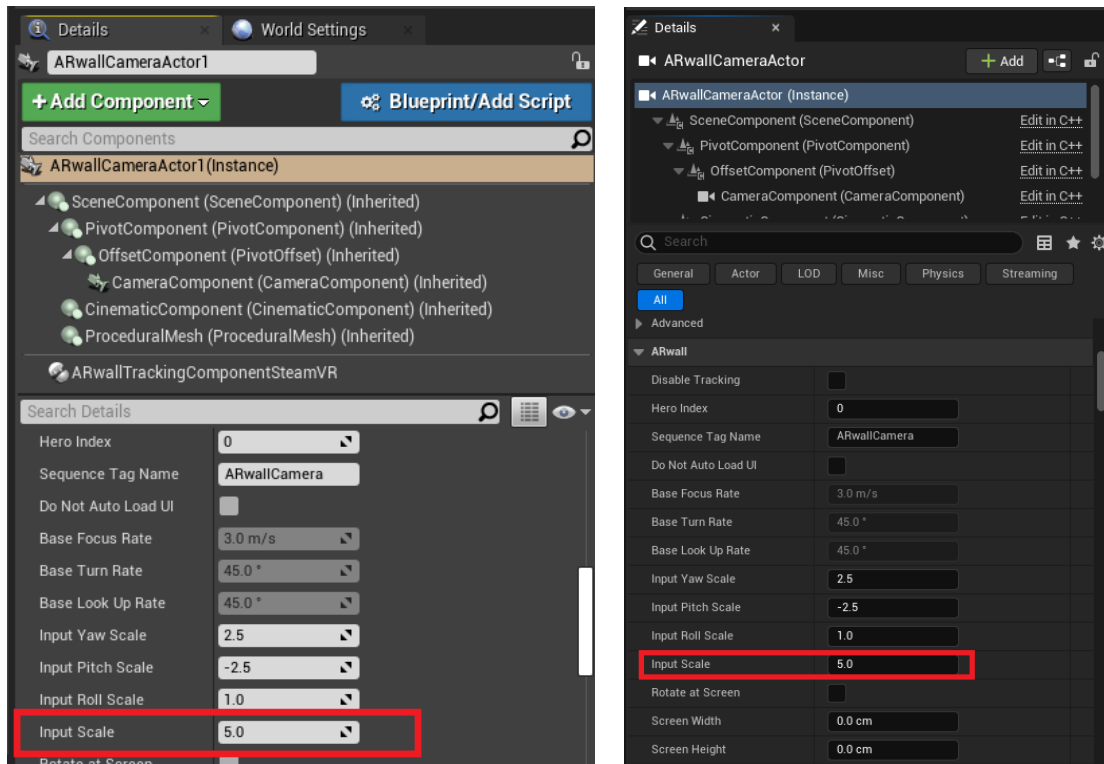 Details
World Settings
ARwallCameraActor1
+Add Component
Blueprint/Add Script
Search Components
ARwallCameraActor1(Instance)
SceneComponent (SceneComponent) (Inherited)
PivotComponent (PivotComponent) (Inherited)
OffsetComponent (PivotOffset) (Inherited)
CameraComponent (CameraComponent) (Inherited)
CinematicComponent (CinematicComponent) (Inherited)
ProceduralMesh (ProceduralMesh) (Inherited)
ARwallTrackingComponentSteamVR
Search Details
Hero Index 0
Sequence Tag Name ARwallCamera
Do Not Auto Load UI
Base Focus Rate 3.0 m/s
Base Turn Rate 45.0 °
Base Look Up Rate 45.0 °
Input Yaw Scale 2.5
Input Pitch Scale -2.5
Input Roll Scale 1.0
Input Scale 5.0
Rotate at Screen
Details
ARwallCameraActor + Add
ARwallCameraActor (Instance)
SceneComponent (SceneComponent) Edit in C++
PivotComponent (PivotComponent) Edit in C++
OffsetComponent (PivotOffset) Edit in C++
CameraComponent (CameraComponent) Edit in C++
Search
General Actor LOD Misc Physics Streaming
All
Advanced
ARwall
Disable Tracking
Hero Index 0
Sequence Tag Name ARwallCamera
Do Not Auto Load UI
Base Focus Rate 3.0 m/s
Base Turn Rate 45.0 °
Base Look Up Rate 45.0 °
Input Yaw Scale 2.5
Input Pitch Scale -2.5
Input Roll Scale 1.0
Input Scale 5.0
Rotate at Screen
Screen Width 0.0 cm
Screen Height 0.0 cm